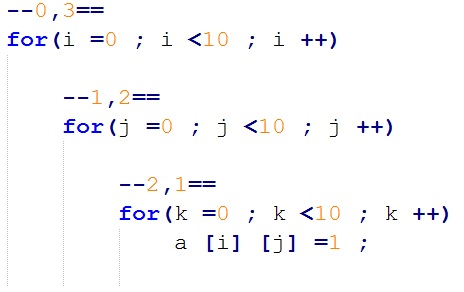 --0,3==
for(i =0 ; i <10 ; i ++)
--1,2==
for(j =0 ; j <10 ; j ++)
--2,1==
for(k =0 ; k <10 ; k ++)
a [i] [j] =1 ;